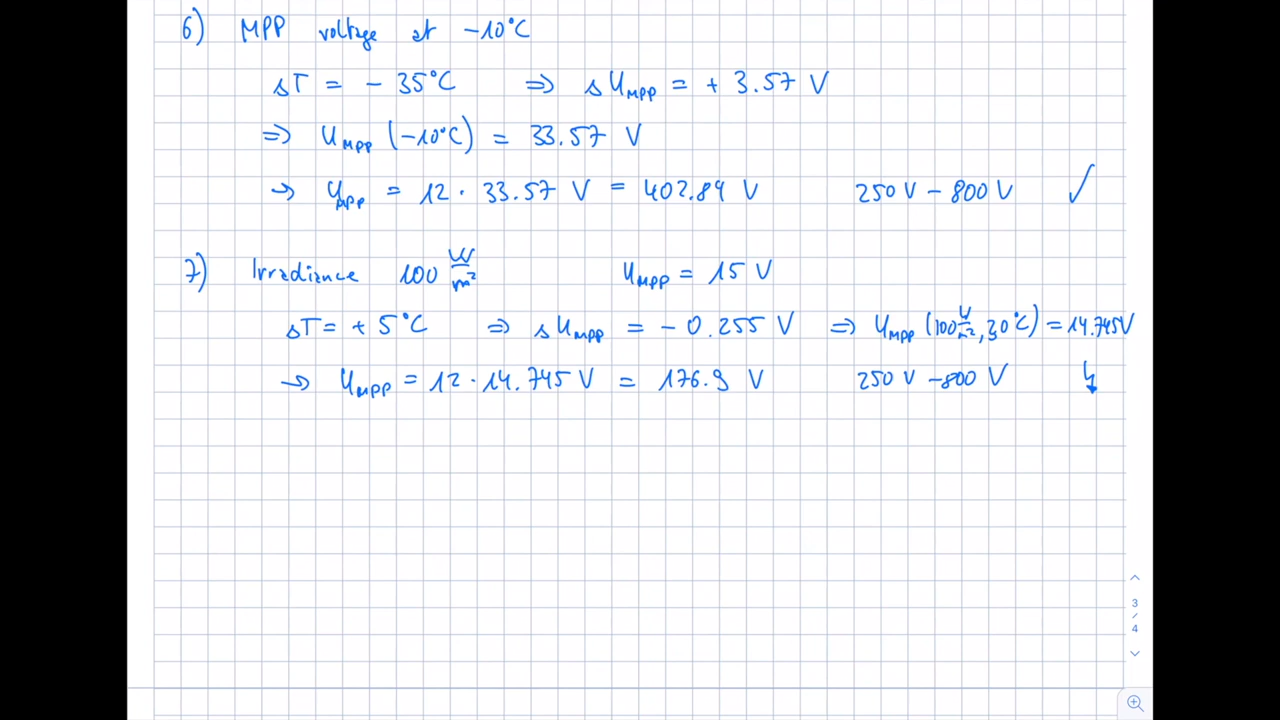 6) MPP voltage at -10°C
ΔT = - 35°C ⇒ ΔU_MPP = + 3.57 V
⇒ U_MPP (-10°C) = 33.57 V
→ U_MPP = 12 · 33.57 V = 402.84 V 250 V - 800 V ✓
7) Irradiance 100 W/m² U_MPP = 15 V
ΔT = + 5°C ⇒ ΔU_MPP = - 0.255 V ⇒ U_MPP (100 W/m², 30°C) = 14.745V
→ U_MPP = 12 · 14.745 V = 176.9 V 250 V - 800 V ↯
3
/
4